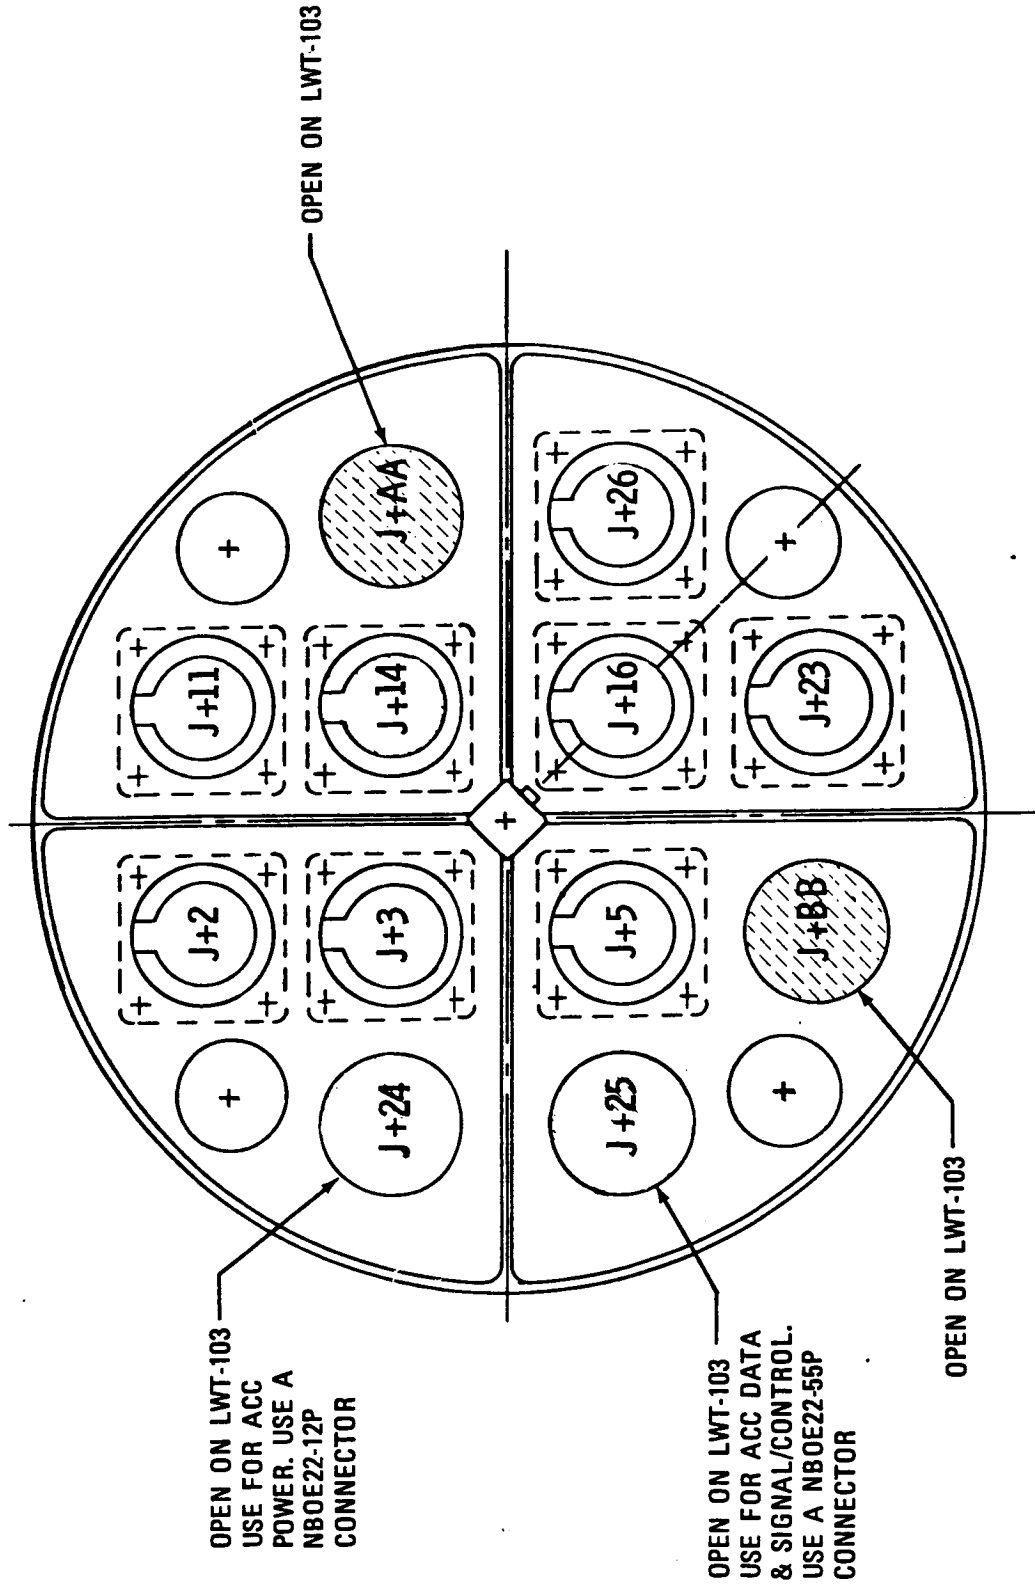 OPEN ON LWT-103
USE FOR ACC
POWER. USE A
NBOE22-12P
CONNECTOR
OPEN ON LWT-103
USE FOR ACC DATA
& SIGNAL/CONTROL.
USE A NBOE22-55P
CONNECTOR
OPEN ON LWT-103
OPEN ON LWT-103
J+24
J+2
J+3
J+11
J+14
J+AA
J+25
J+5
J+BB
J+16
J+26
J+23